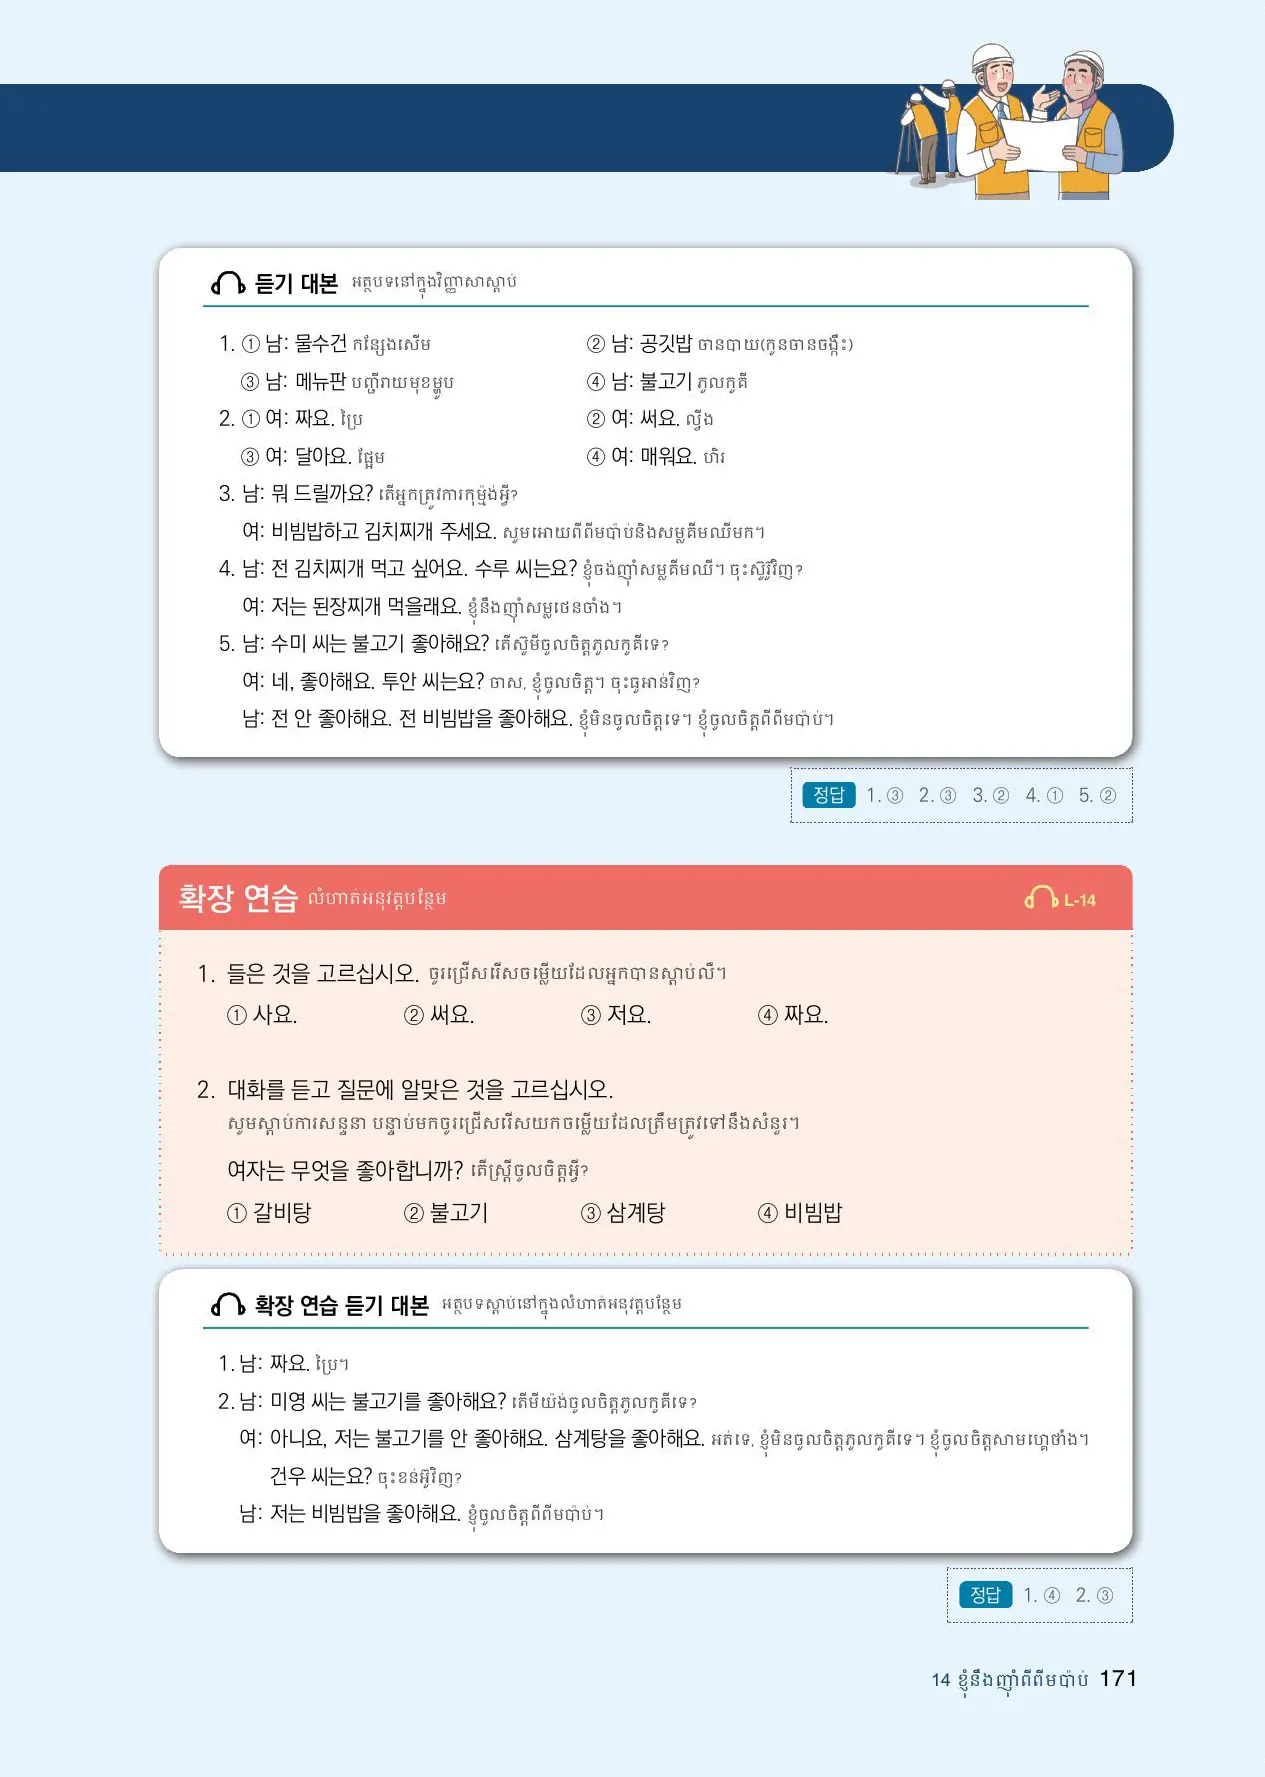 듣기 대본 អត្ថបទនៅក្នុងវិញ្ញាសាស្តាប់
1. ① 남: 물수건 កន្សែងសើម ② 남: 공깃밥 ចានបាយ(កូនចានចង្កឹះ)
③ 남: 메뉴판 បញ្ជីរាយមុខម្ហូប ④ 남: 불고기 ភូលកូគី
2. ① 여: 짜요. ប្រៃ ② 여: 써요. ល្វីង
③ 여: 달아요. ផ្អែម ④ 여: 매워요. ហិរ
3. 남: 뭐 드릴까요? តើអ្នកត្រូវការកុម្ម៉ង់អ្វី?
여: 비빔밥하고 김치찌개 주세요. សូមអោយពីពីមប៉ាប់និងសម្លគីមឈីមក។
4. 남: 전 김치찌개 먹고 싶어요. 수루 씨는요? ខ្ញុំចង់ញ៉ាំសម្លគីមឈី។ ចុះស៊ូរ៉ូវិញ?
여: 저는 된장찌개 먹을래요. ខ្ញុំនឹងញ៉ាំសម្លថេនចាំង។
5. 남: 수미 씨는 불고기 좋아해요? តើស៊ូមីចូលចិត្តភូលកូគីទេ?
여: 네, 좋아해요. 투안 씨는요? ចាស, ខ្ញុំចូលចិត្ត។ ចុះធូអាន់វិញ?
남: 전 안 좋아해요. 전 비빔밥을 좋아해요. ខ្ញុំមិនចូលចិត្តទេ។ ខ្ញុំចូលចិត្តពីពីមប៉ាប់។
정답 1. ③ 2. ③ 3. ② 4. ① 5. ②
확장 연습 លំហាត់អនុវត្តបន្ថែម L-14
1. 들은 것을 고르십시오. ចូរជ្រើសរើសចម្លើយដែលអ្នកបានស្តាប់លឺ។
① 사요. ② 써요. ③ 저요. ④ 짜요.
2. 대화를 듣고 질문에 알맞은 것을 고르십시오.
សូមស្តាប់ការសន្ទនា បន្ទាប់មកចូរជ្រើសរើសយកចម្លើយដែលត្រឹមត្រូវទៅនឹងសំនួរ។
여자는 무엇을 좋아합니까? តើស្រ្តីចូលចិត្តអ្វី?
① 갈비탕 ② 불고기 ③ 삼계탕 ④ 비빔밥
확장 연습 듣기 대본 អត្ថបទស្តាប់នៅក្នុងលំហាត់អនុវត្តបន្ថែម
1. 남: 짜요. ប្រៃ។
2. 남: 미영 씨는 불고기를 좋아해요? តើមីយ៉ង់ចូលចិត្តភូលកូគីទេ?
여: 아니요, 저는 불고기를 안 좋아해요. 삼계탕을 좋아해요. អត់ទេ, ខ្ញុំមិនចូលចិត្តភូលកូគីទេ។ ខ្ញុំចូលចិត្តសាមហ្គេថាំង។
건우 씨는요? ចុះខន់អ៊ូវិញ?
남: 저는 비빔밥을 좋아해요. ខ្ញុំចូលចិត្តពីពីមប៉ាប់។
정답 1. ④ 2. ③
14 ខ្ញុំនឹងញ៉ាំពីពីមប៉ាប់ 171